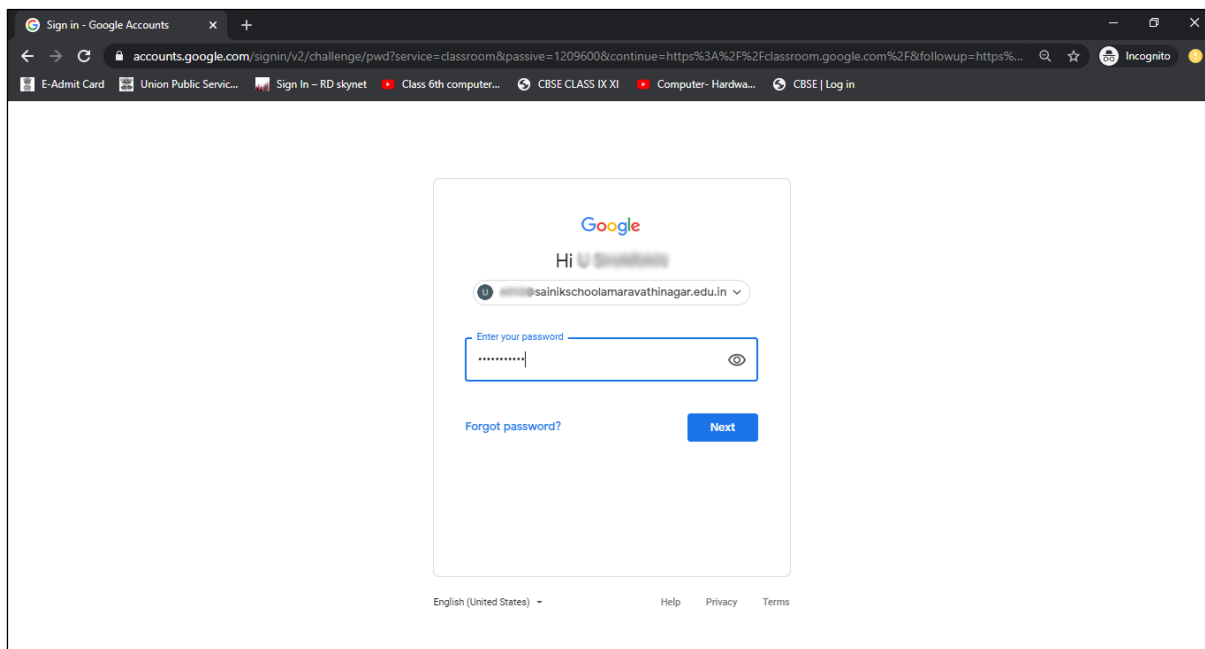 Sign in - Google Accounts
accounts.google.com/signin/v2/challenge/pwd?service=classroom&passive=1209600&continue=https%3A%2F%2Fclassroom.google.com%2F&followup=https%... Incognito
E-Admit Card Union Public Servic... Sign In – RD skynet Class 6th computer... CBSE CLASS IX XI Computer- Hardwa... CBSE | Log in
Google
Hi
U @sainikschoolamaravathinagar.edu.in
Enter your password
•••••••••••
Forgot password? Next
English (United States) Help Privacy Terms